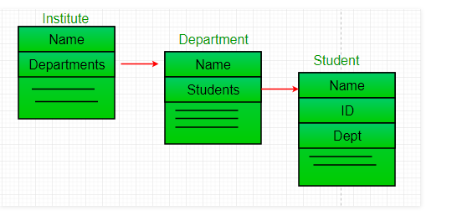 Institute
Name
Departments
Department
Name
Students
Student
Name
ID
Dept